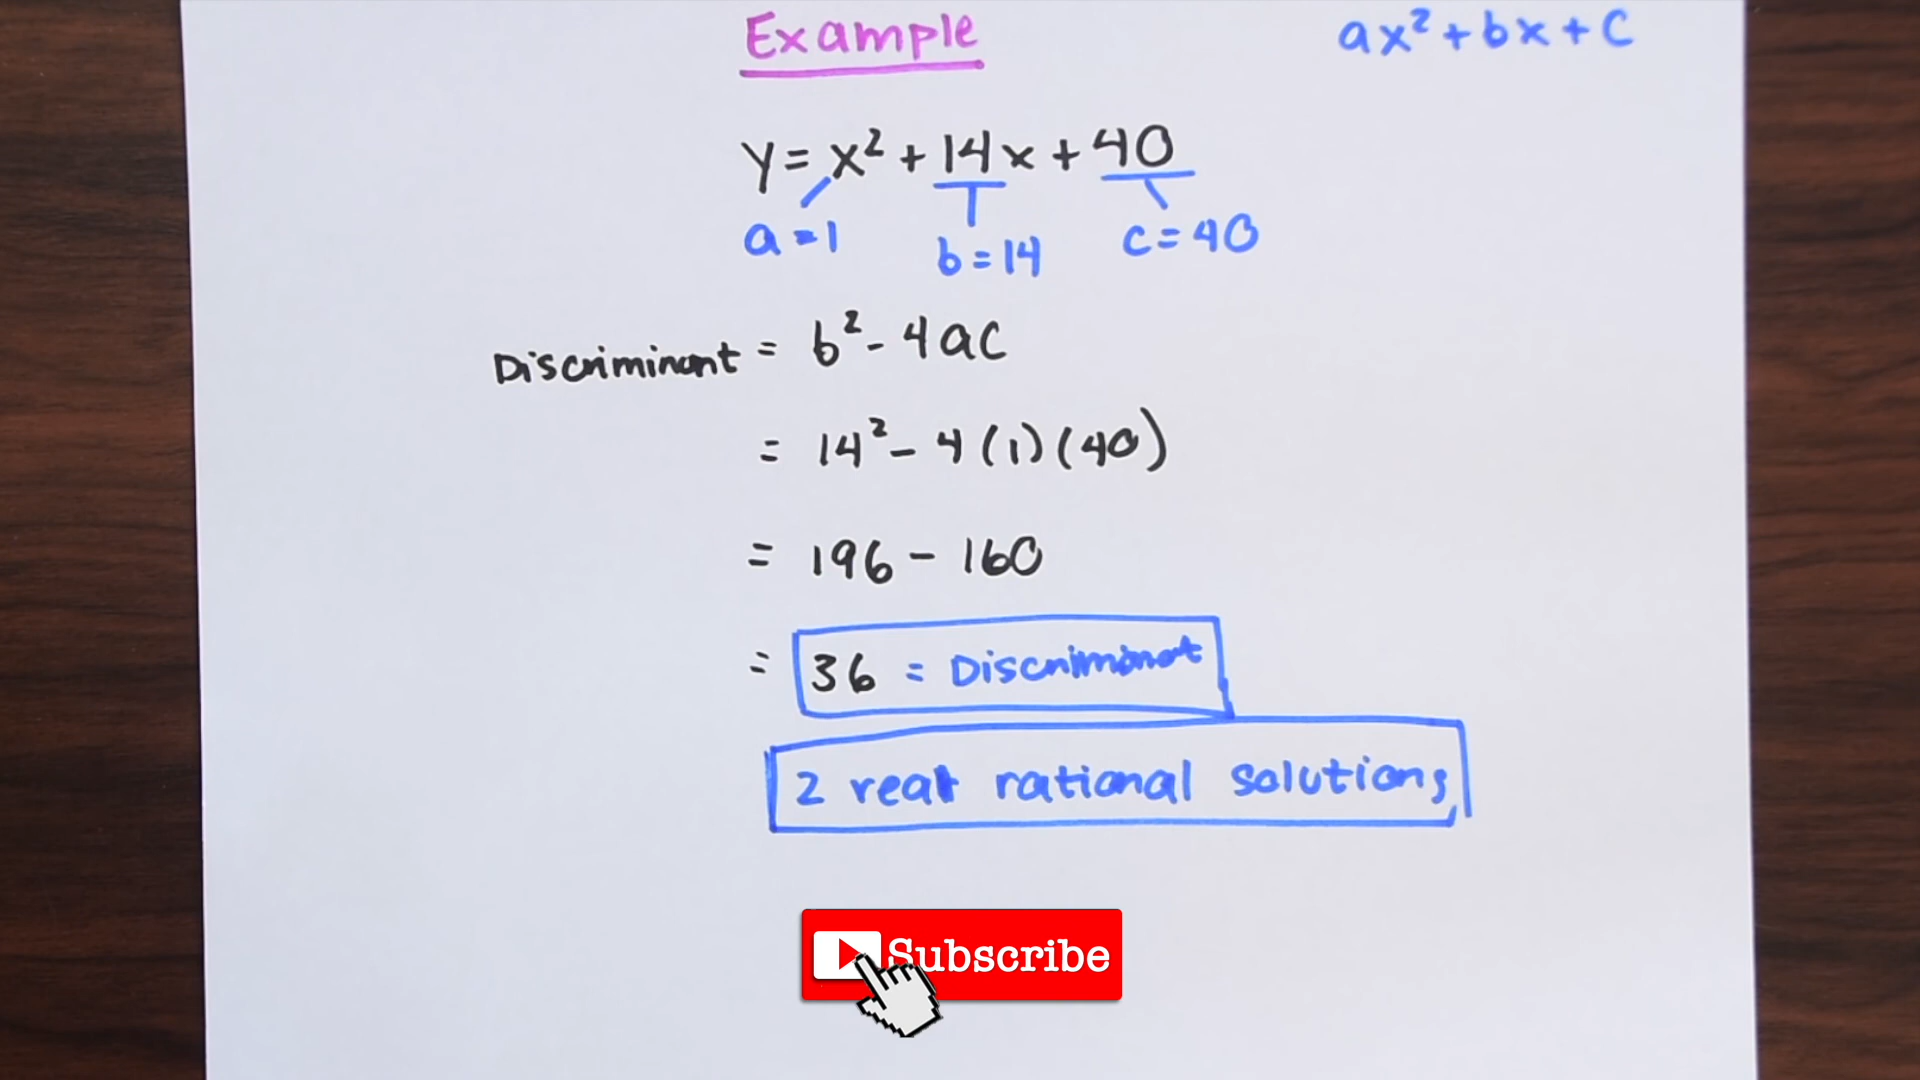 Example
ax² + bx + c
y = x² + 14x + 40
a = 1
b = 14
c = 40
Discriminant = b² - 4ac
= 14² - 4(1)(40)
= 196 - 160
= 36 = Discriminant
2 real rational solutions
Subscribe